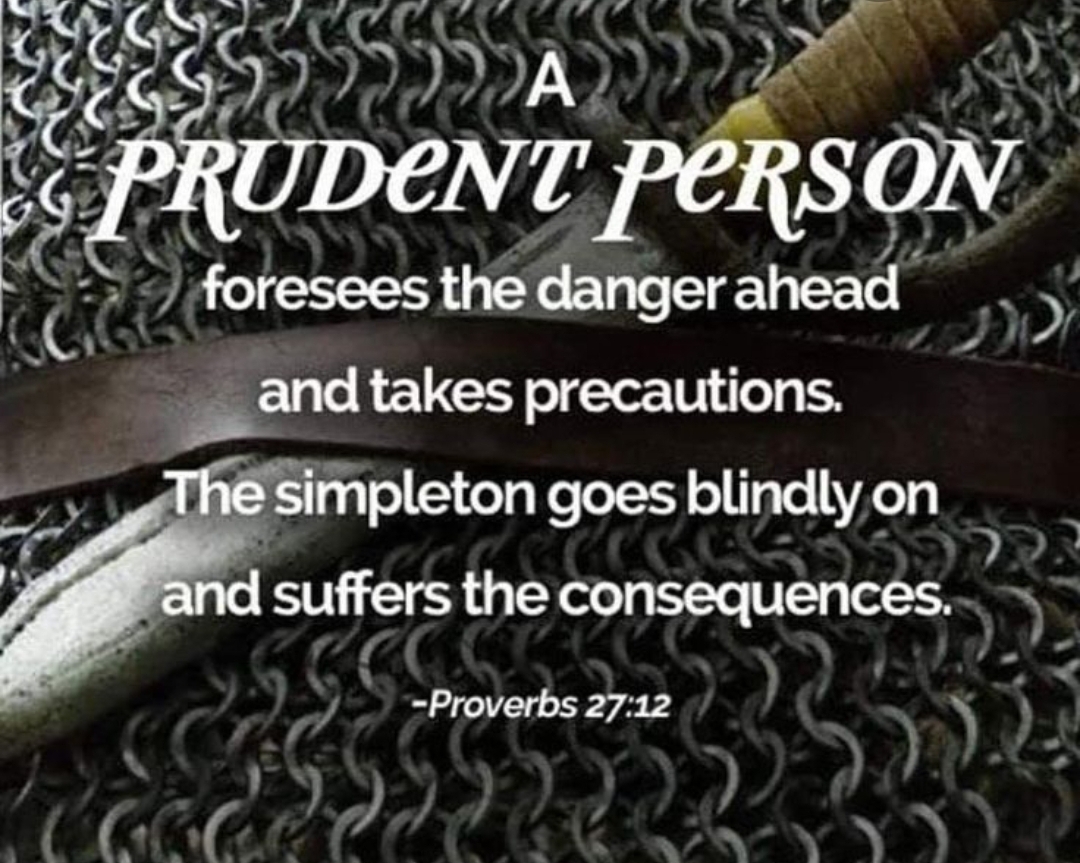 A
PRUDeNT PeRSON
foresees the danger ahead
and takes precautions.
The simpleton goes blindly on
and suffers the consequences.
-Proverbs 27:12